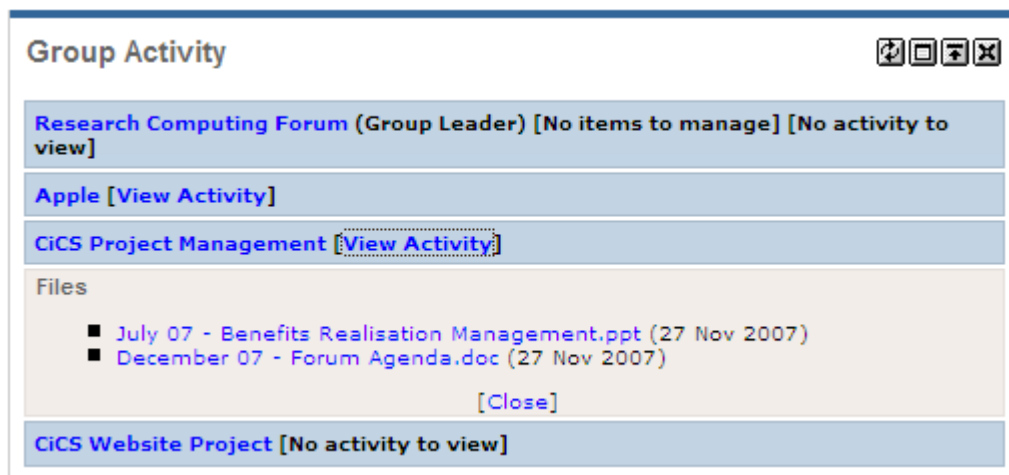 Group Activity
Research Computing Forum (Group Leader) [No items to manage] [No activity to
view]
Apple [View Activity]
CiCS Project Management [View Activity]
Files
July 07 - Benefits Realisation Management.ppt (27 Nov 2007)
December 07 - Forum Agenda.doc (27 Nov 2007)
[Close]
CiCS Website Project [No activity to view]